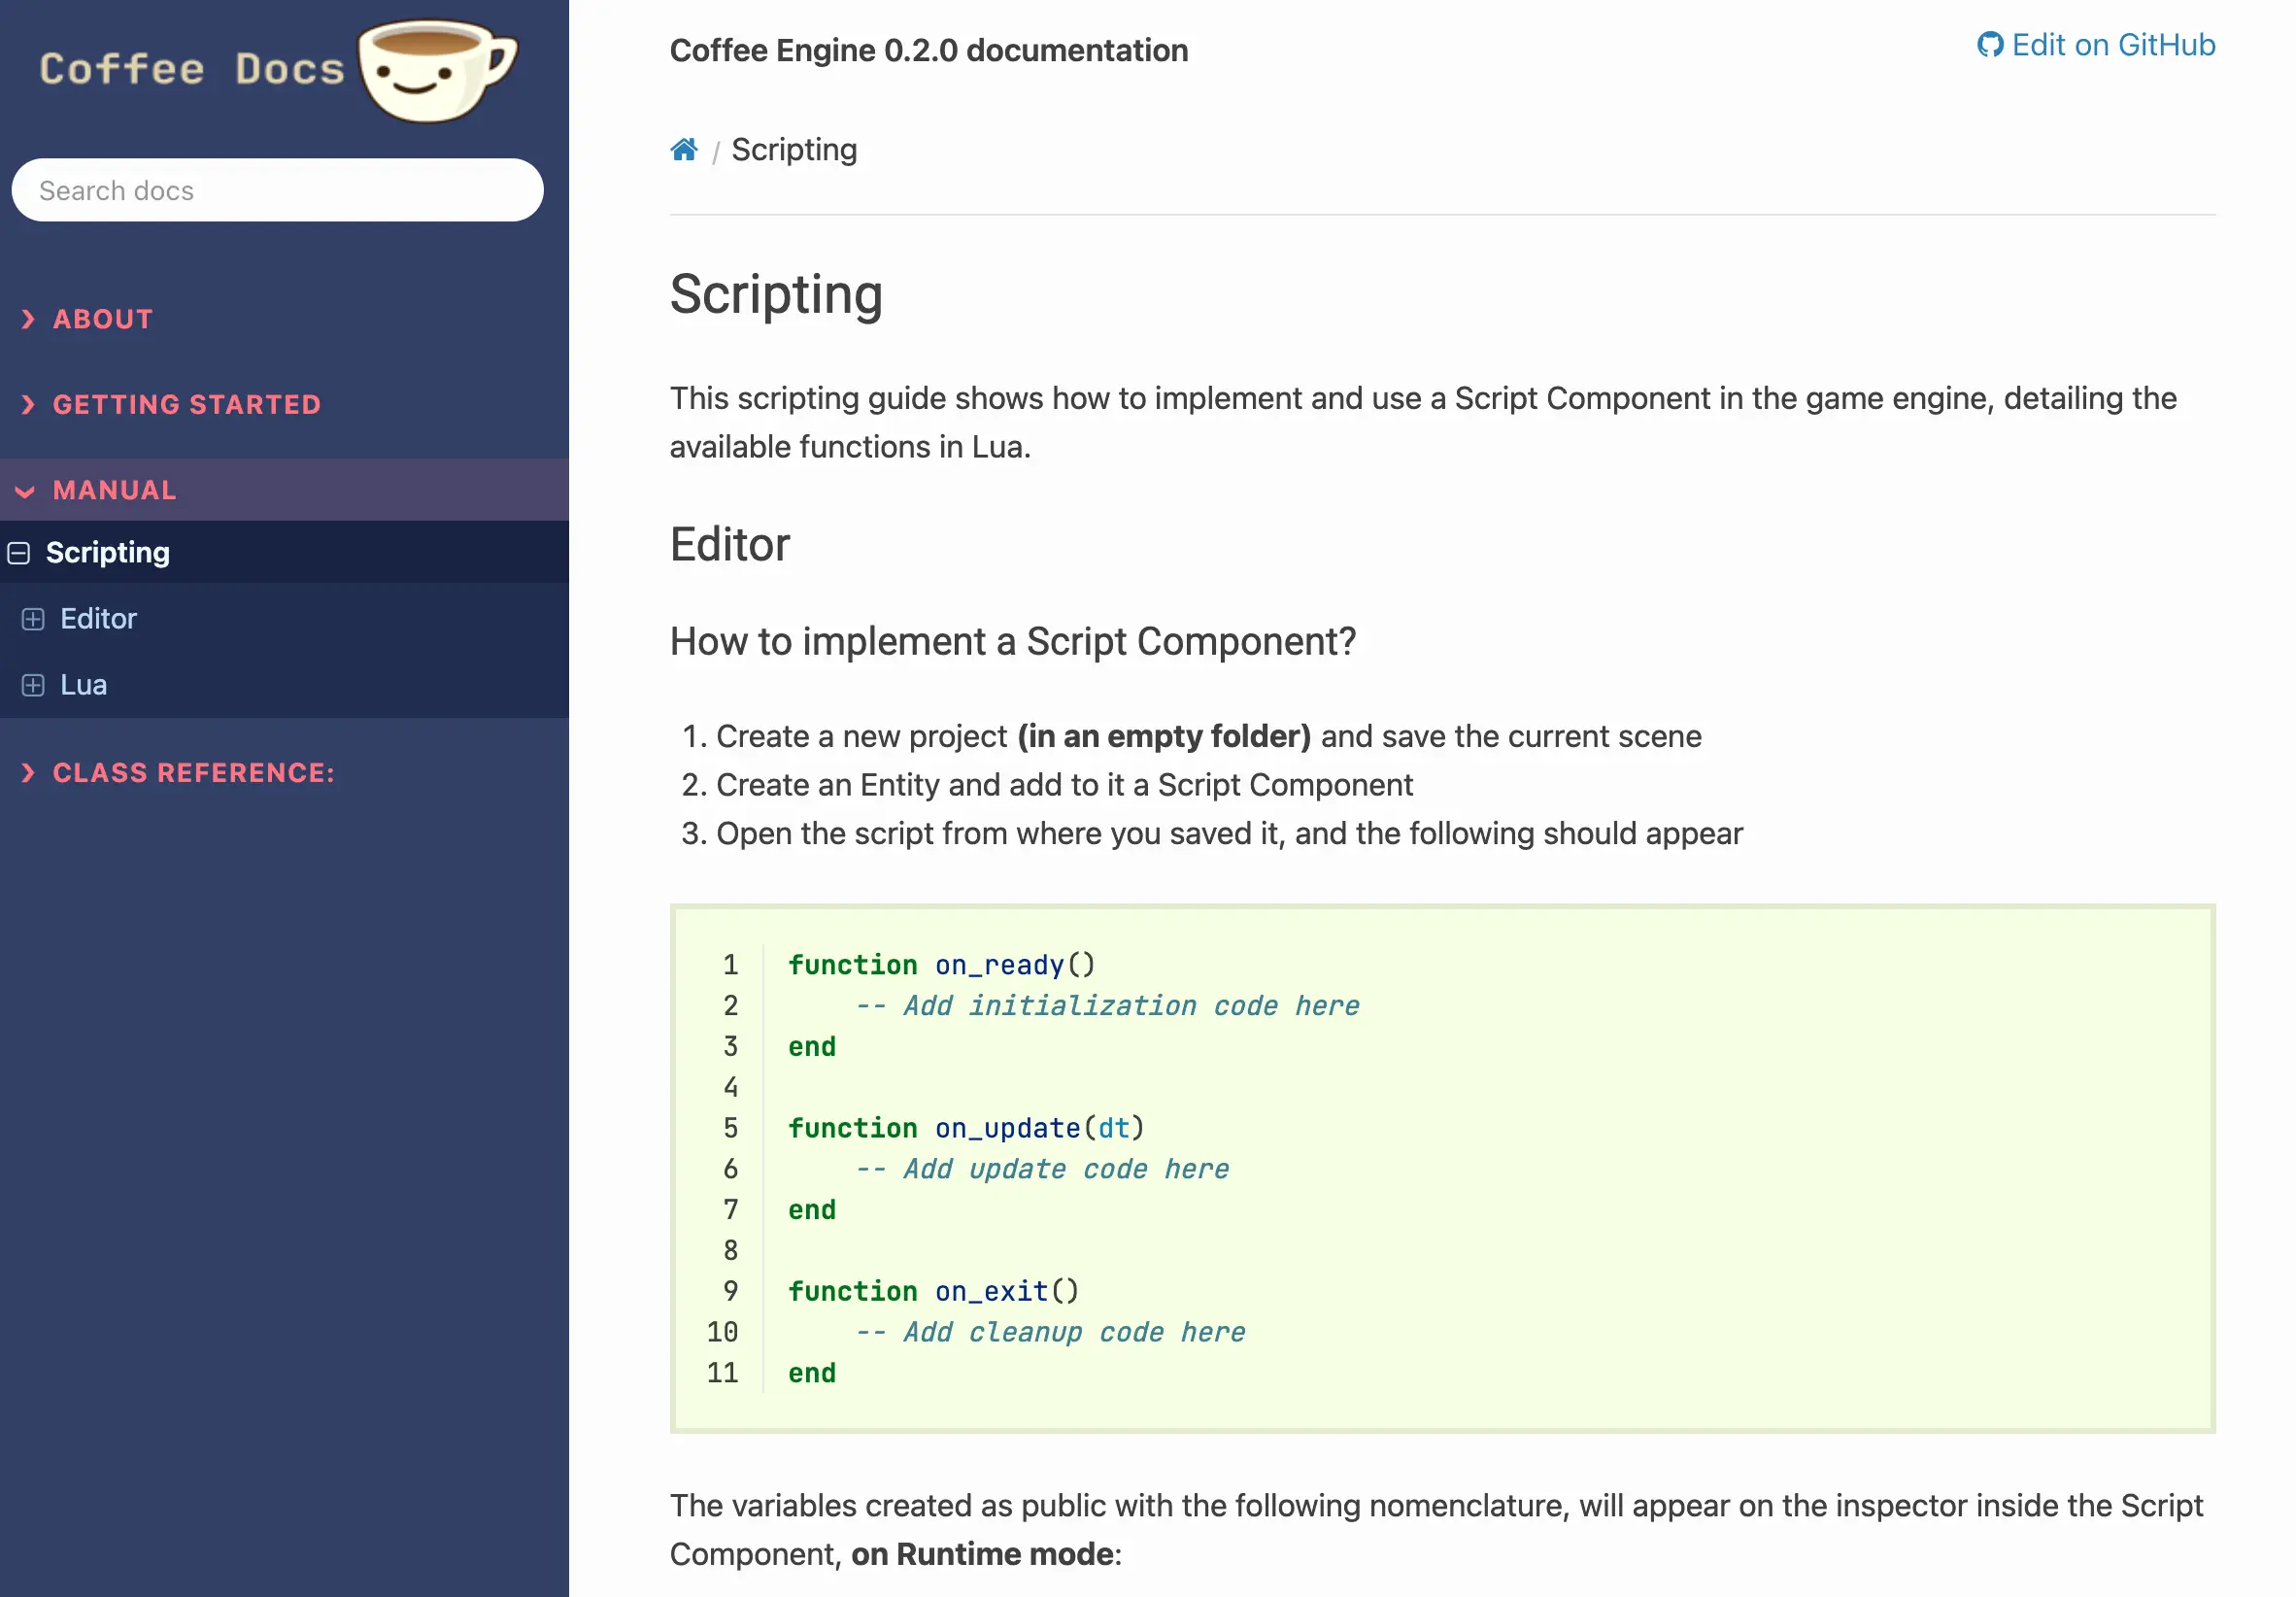 Coffee Docs
Search docs
ABOUT
GETTING STARTED
MANUAL
Scripting
Editor
Lua
CLASS REFERENCE:
Coffee Engine 0.2.0 documentation
Edit on GitHub
/ Scripting
Scripting
This scripting guide shows how to implement and use a Script Component in the game engine, detailing the
available functions in Lua.
Editor
How to implement a Script Component?
1. Create a new project (in an empty folder) and save the current scene
2. Create an Entity and add to it a Script Component
3. Open the script from where you saved it, and the following should appear
1 function on_ready()
2     -- Add initialization code here
3 end
4
5 function on_update(dt)
6     -- Add update code here
7 end
8
9 function on_exit()
10     -- Add cleanup code here
11 end
The variables created as public with the following nomenclature, will appear on the inspector inside the Script
Component, on Runtime mode: